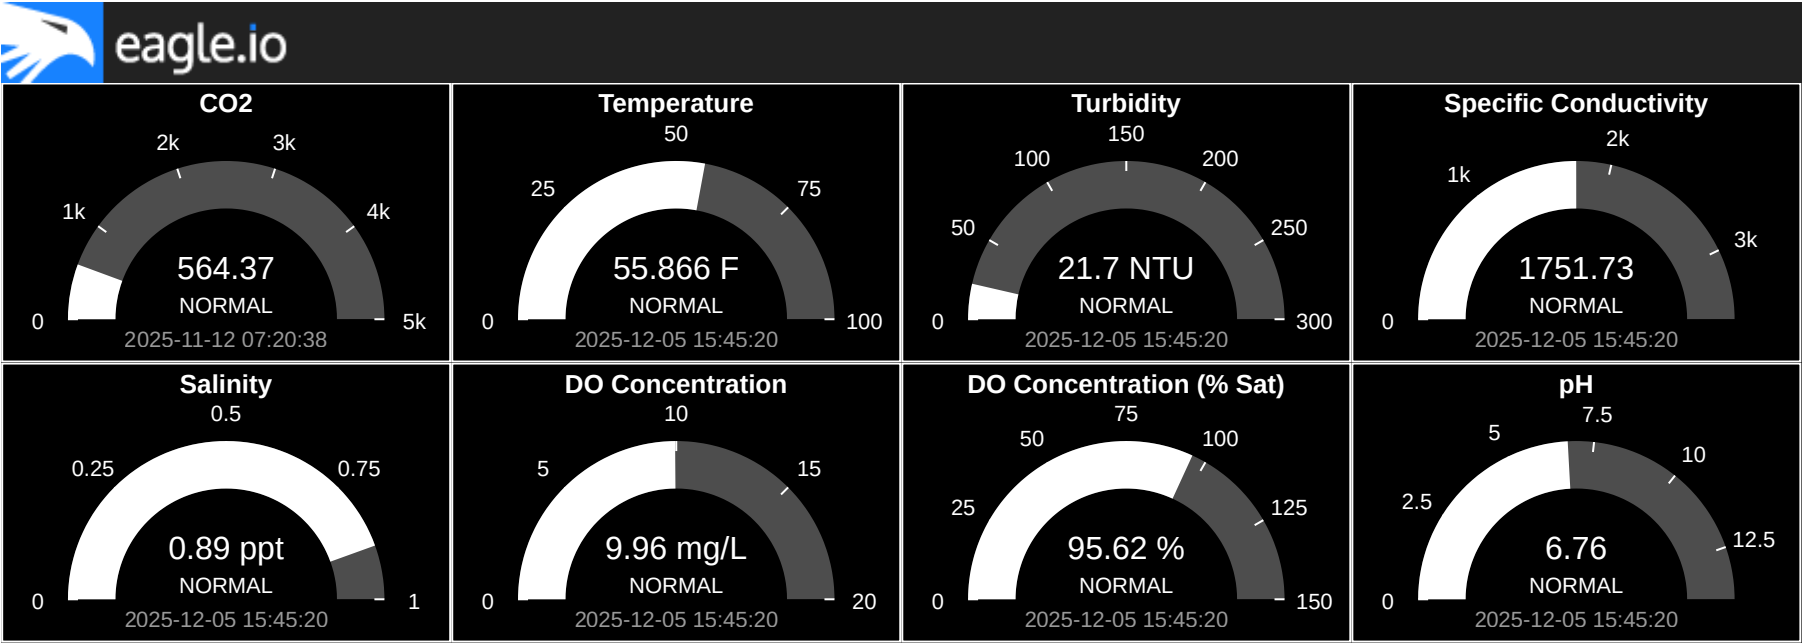 eagle.io
CO2
2k 3k
1k 4k
564.37
NORMAL
0 5k
2025-11-12 07:20:38
Temperature
50
25 75
55.866 F
NORMAL
0 100
2025-12-05 15:45:20
Turbidity
150
100 200
50 250
21.7 NTU
NORMAL
0 300
2025-12-05 15:45:20
Specific Conductivity
2k
1k
3k
1751.73
NORMAL
0
2025-12-05 15:45:20
Salinity
0.5
0.25 0.75
0.89 ppt
NORMAL
0 1
2025-12-05 15:45:20
DO Concentration
10
5 15
9.96 mg/L
NORMAL
0 20
2025-12-05 15:45:20
DO Concentration (% Sat)
75
50 100
25 125
95.62 %
NORMAL
0 150
2025-12-05 15:45:20
pH
7.5
5
10
2.5
12.5
6.76
NORMAL
0
2025-12-05 15:45:20